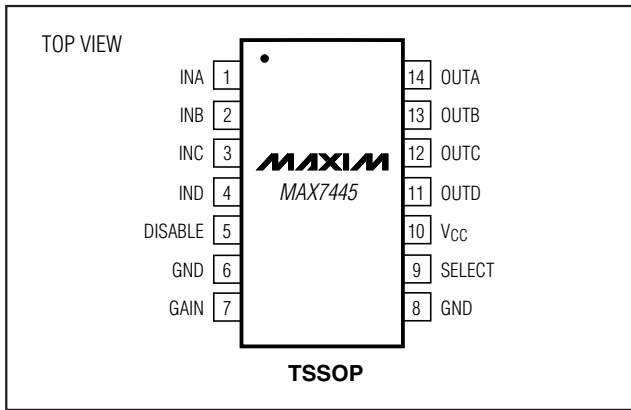 TOP VIEW
INA 1
INB 2
INC 3
IND 4
DISABLE 5
GND 6
GAIN 7
MAXIM
MAX7445
14 OUTA
13 OUTB
12 OUTC
11 OUTD
10 VCC
9 SELECT
8 GND
TSSOP